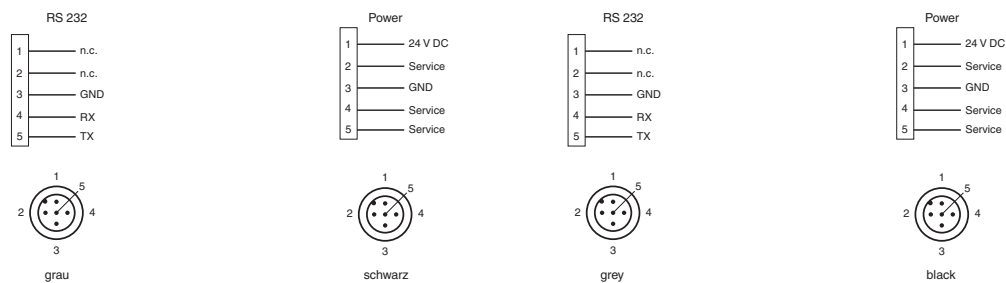 RS 232
1 n.c.
2 n.c.
3 GND
4 RX
5 TX
1
5
2
4
3
grau
Power
1 24 V DC
2 Service
3 GND
4 Service
5 Service
1
5
2
4
3
schwarz
RS 232
1 n.c.
2 n.c.
3 GND
4 RX
5 TX
1
5
2
4
3
grey
Power
1 24 V DC
2 Service
3 GND
4 Service
5 Service
1
5
2
4
3
black